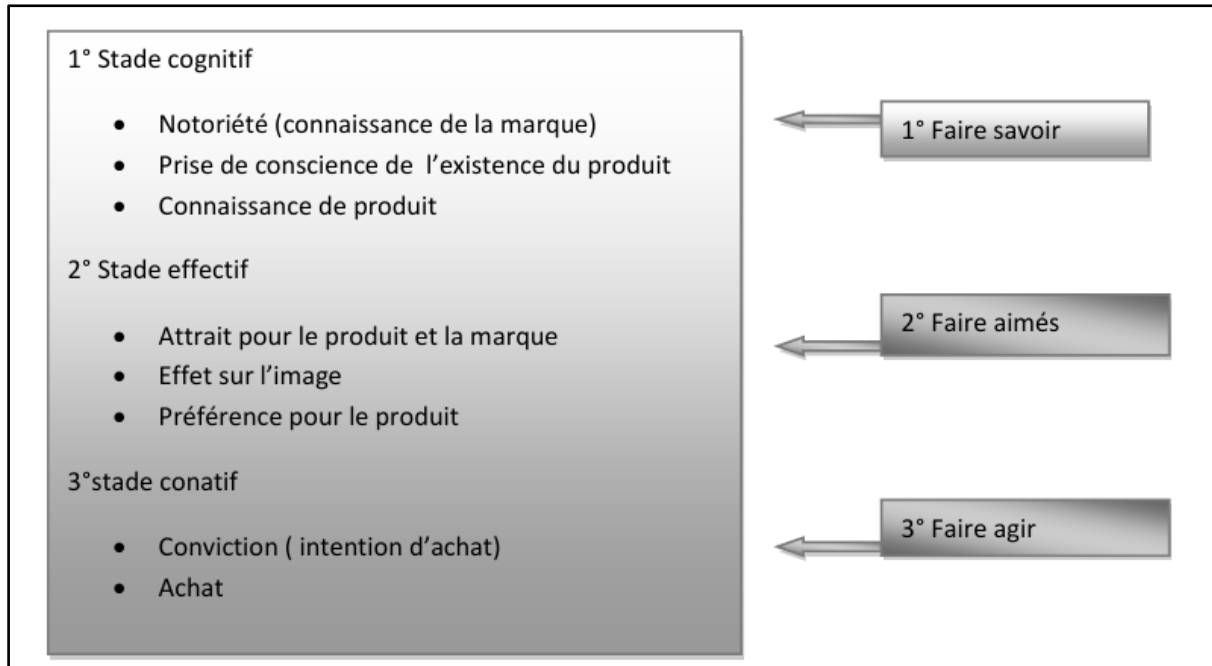 1° Stade cognitif
• Notoriété (connaissance de la marque)
• Prise de conscience de l’existence du produit
• Connaissance de produit
1° Faire savoir
2° Stade effectif
• Attrait pour le produit et la marque
• Effet sur l’image
• Préférence pour le produit
2° Faire aimés
3°stade conatif
• Conviction ( intention d’achat)
• Achat
3° Faire agir